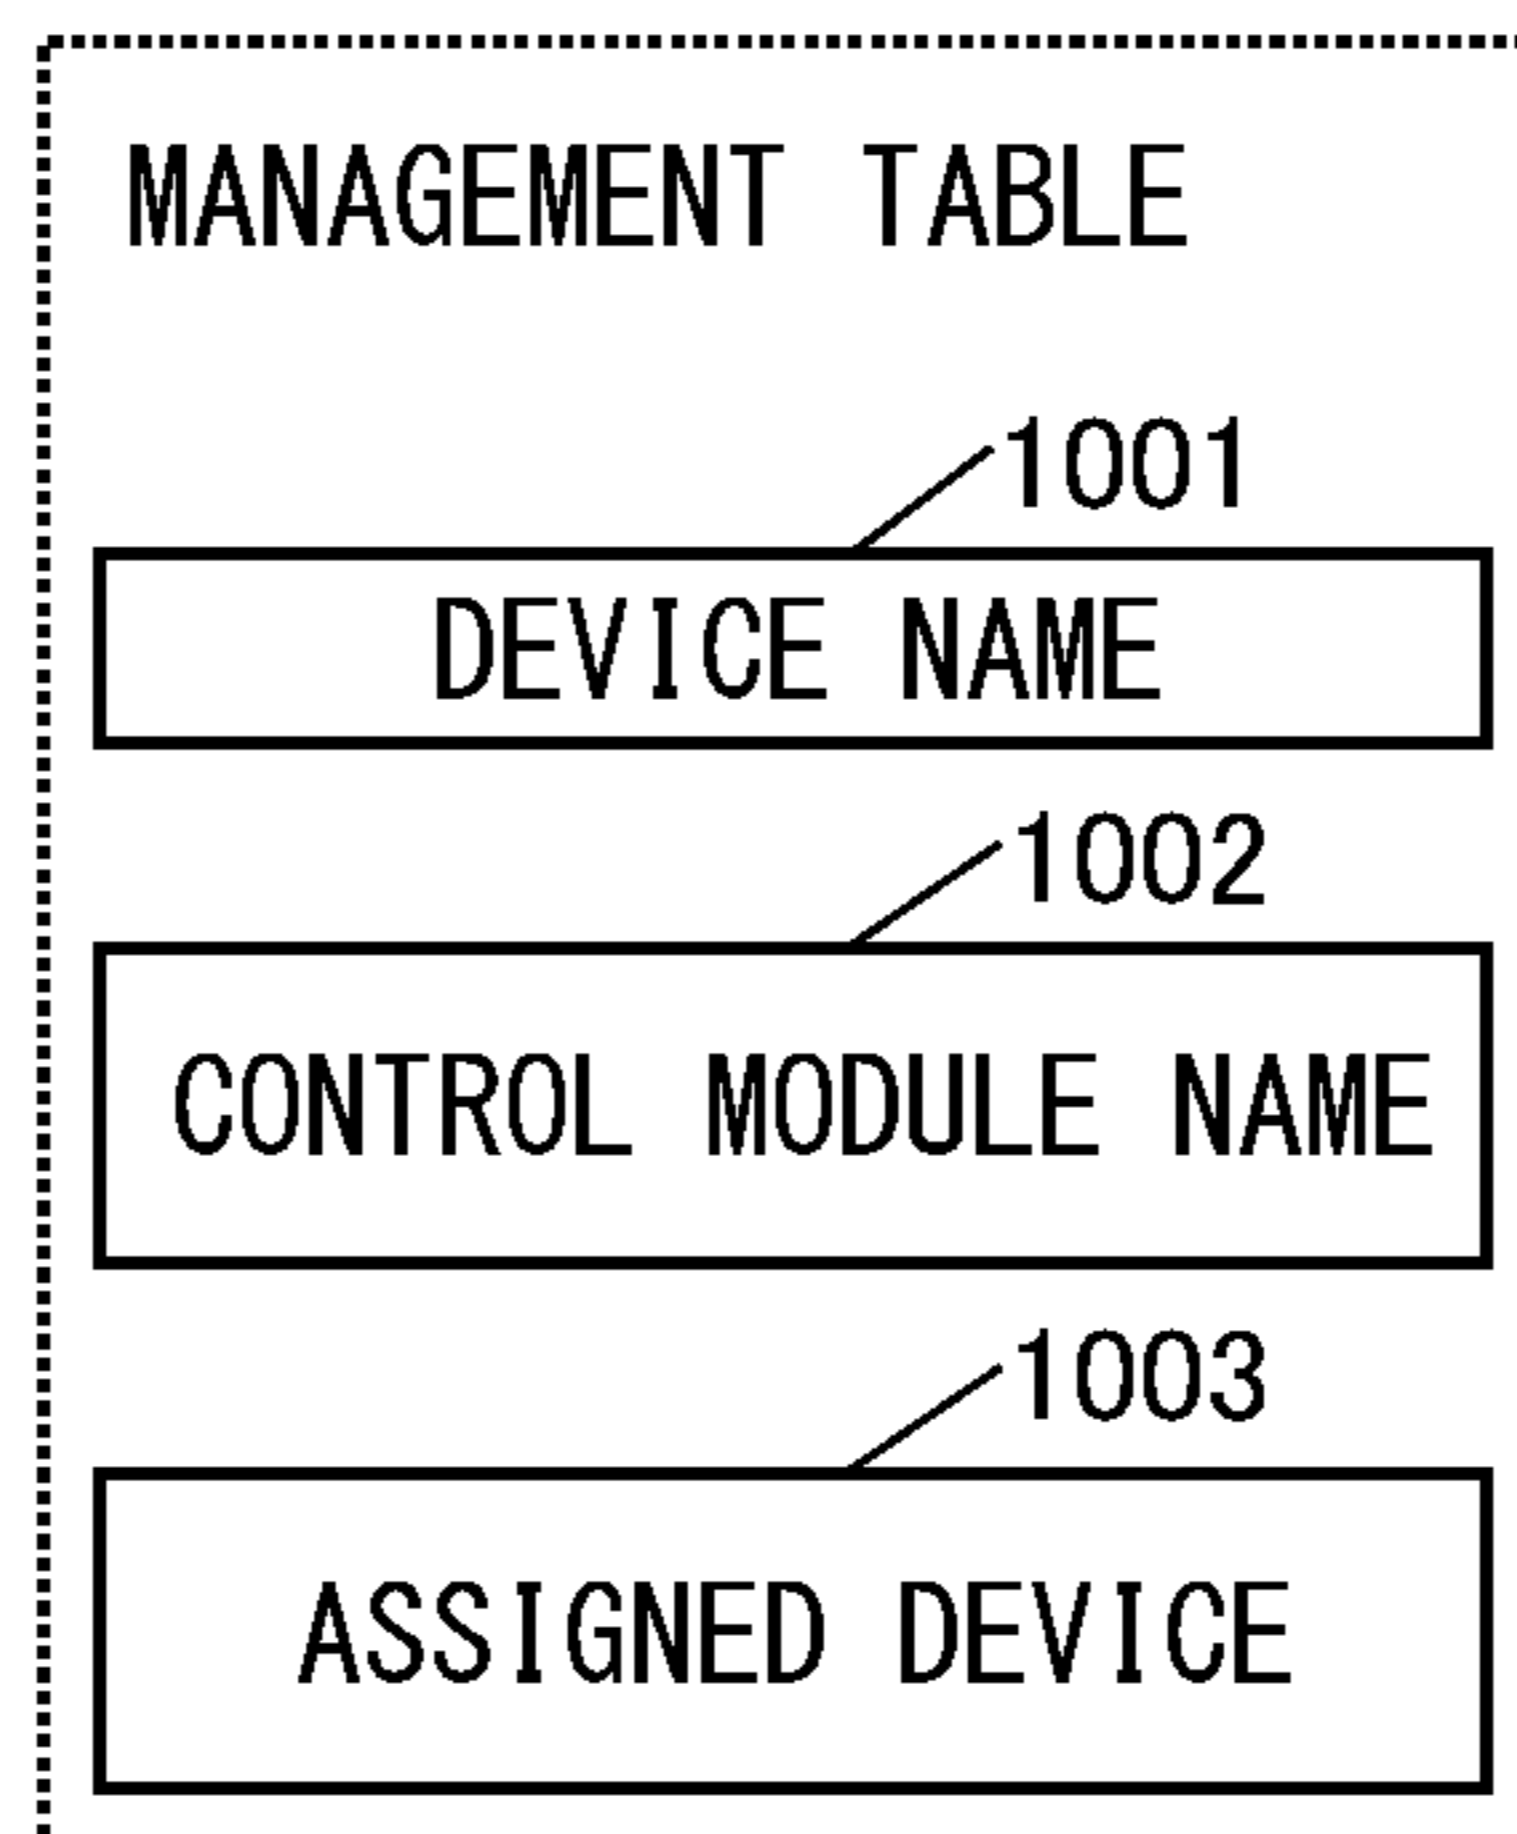 MANAGEMENT TABLE
1001
DEVICE NAME
1002
CONTROL MODULE NAME
1003
ASSIGNED DEVICE